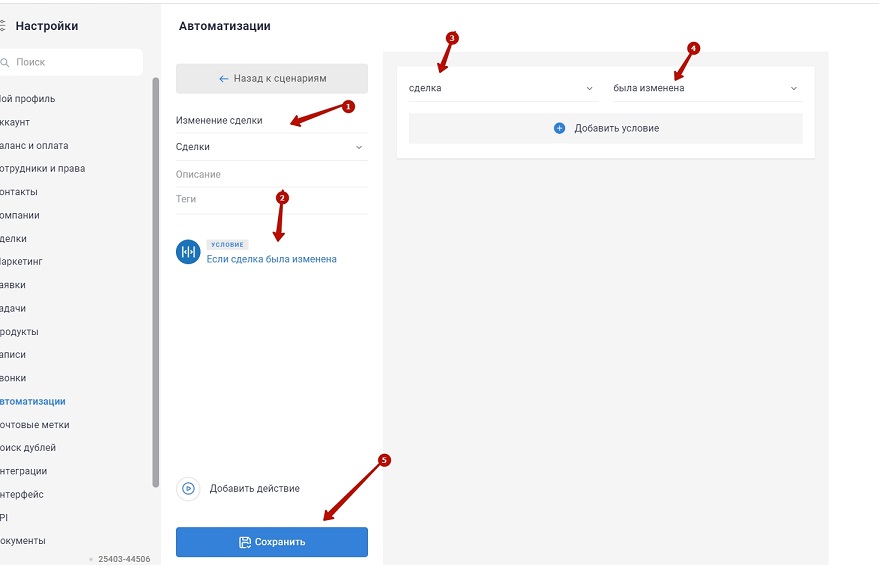 Настройки
Поиск
ой профиль
ккаунт
аланс и оплата
отрудники и права
онтакты
омпании
делки
аркетинг
аявки
адачи
родукты
аписи
вонки
втоматизации
очтовые метки
оиск дублей
нтеграции
нтерфейс
PI
окументы
25403-44506
Автоматизации
Назад к сценариям
1
Изменение сделки
Сделки
Описание
2
Теги
УСЛОВИЕ
Если сделка была изменена
Добавить действие
5
Сохранить
3
4
сделка
была изменена
Добавить условие